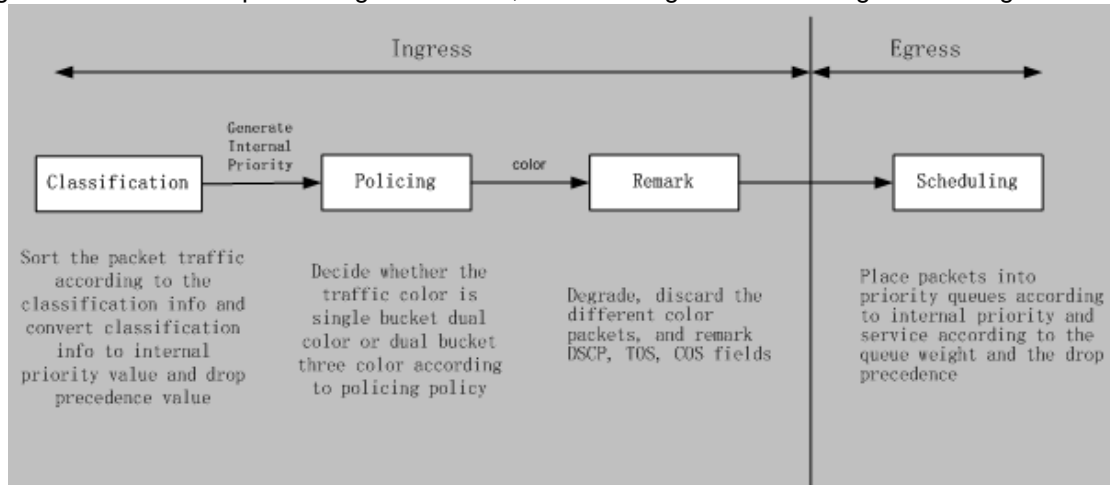 Ingress
Egress
Generate
Internal
Priority
color
Classification
Policing
Remark
Scheduling
Sort the packet traffic
according to the
classification info and
convert classification
info to internal
priority value and drop
precedence value
Decide whether the
traffic color is
single bucket dual
color or dual bucket
three color according
to policing policy
Degrade, discard the
different color
packets, and remark
DSCP, TOS, COS fields
Place packets into
priority queues according
to internal priority and
service according to the
queue weight and the drop
precedence